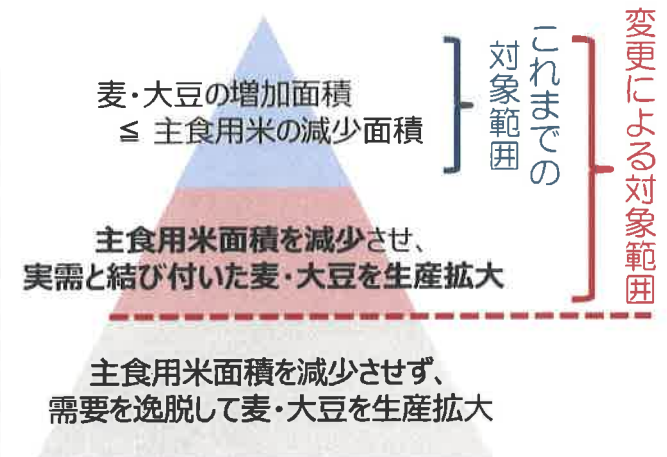 麦・大豆の増加面積
≦ 主食用米の減少面積
これまでの
対象範囲
変更による対象範囲
主食用米面積を減少させ、
実需と結び付いた麦・大豆を生産拡大
主食用米面積を減少させず、
需要を逸脱して麦・大豆を生産拡大